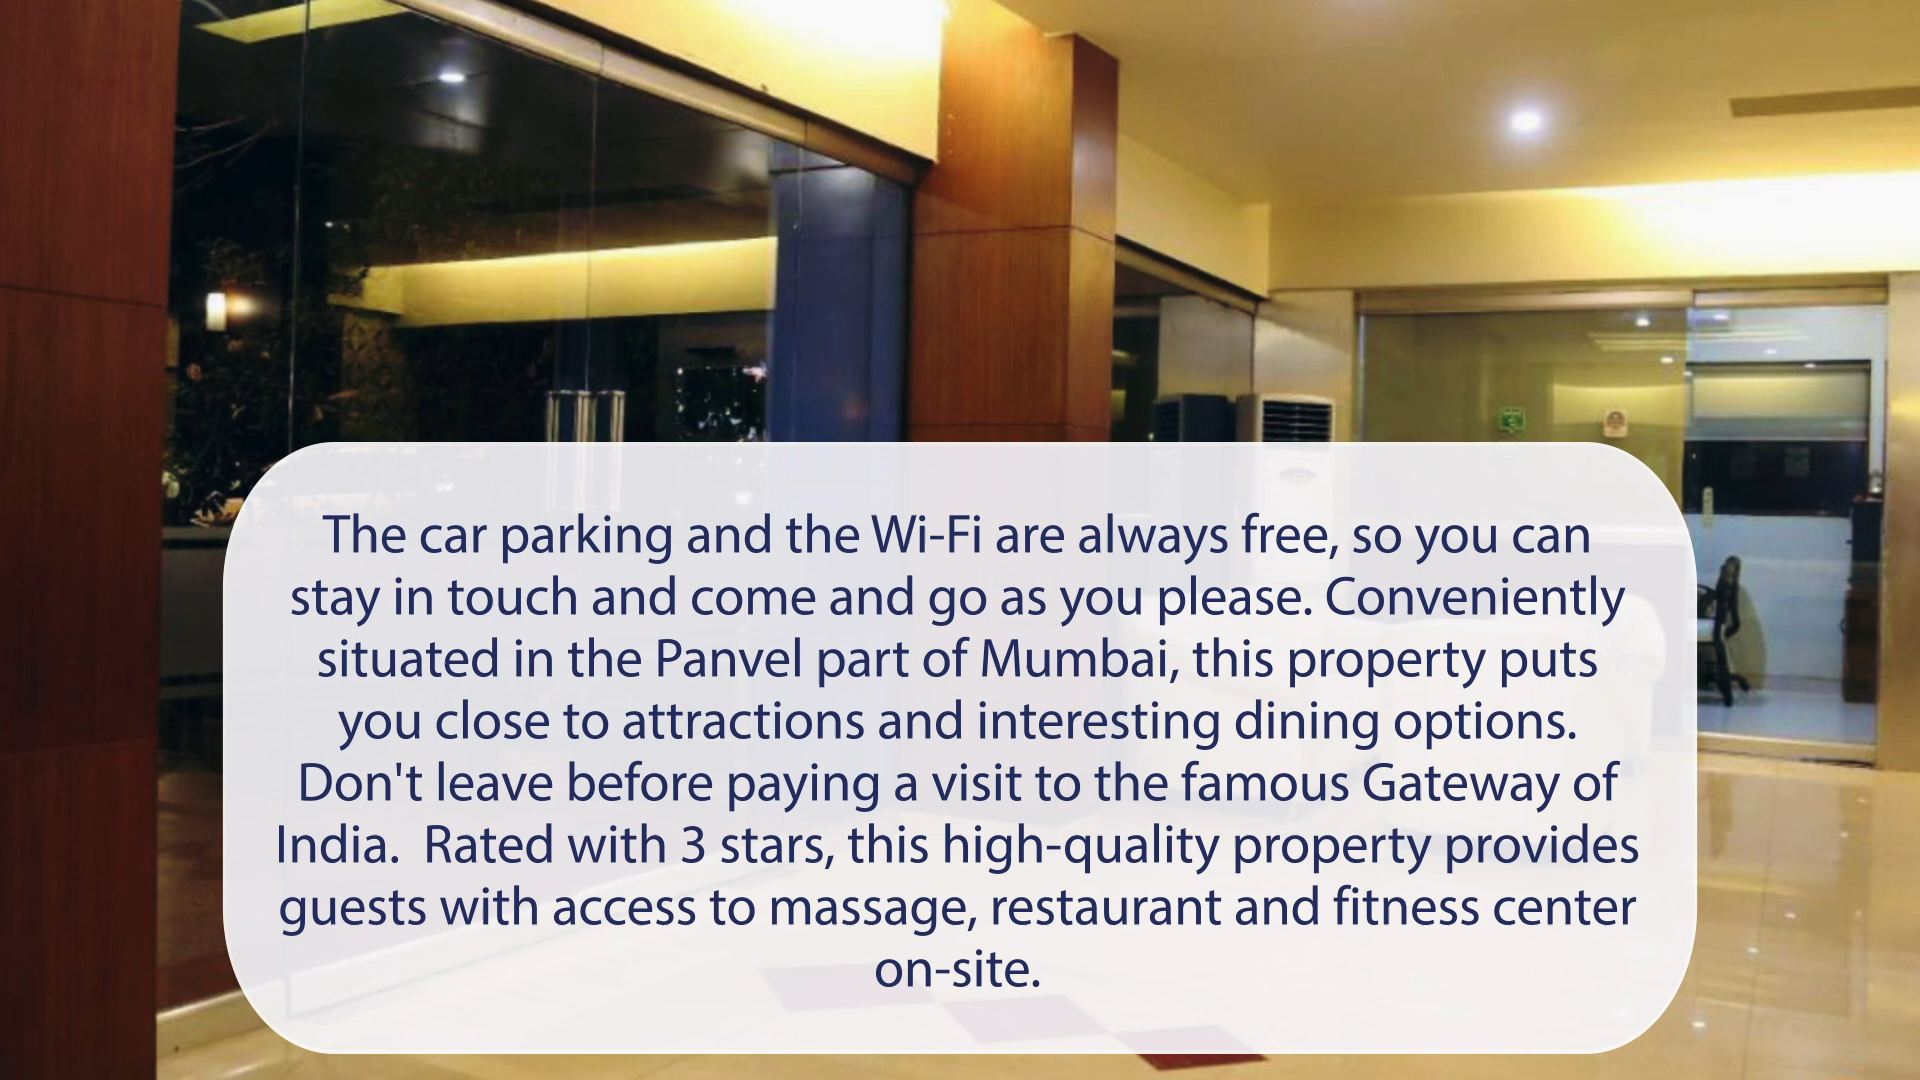 The car parking and the Wi-Fi are always free, so you can
stay in touch and come and go as you please. Conveniently
situated in the Panvel part of Mumbai, this property puts
you close to attractions and interesting dining options.
Don't leave before paying a visit to the famous Gateway of
India.  Rated with 3 stars, this high-quality property provides
guests with access to massage, restaurant and fitness center
on-site.